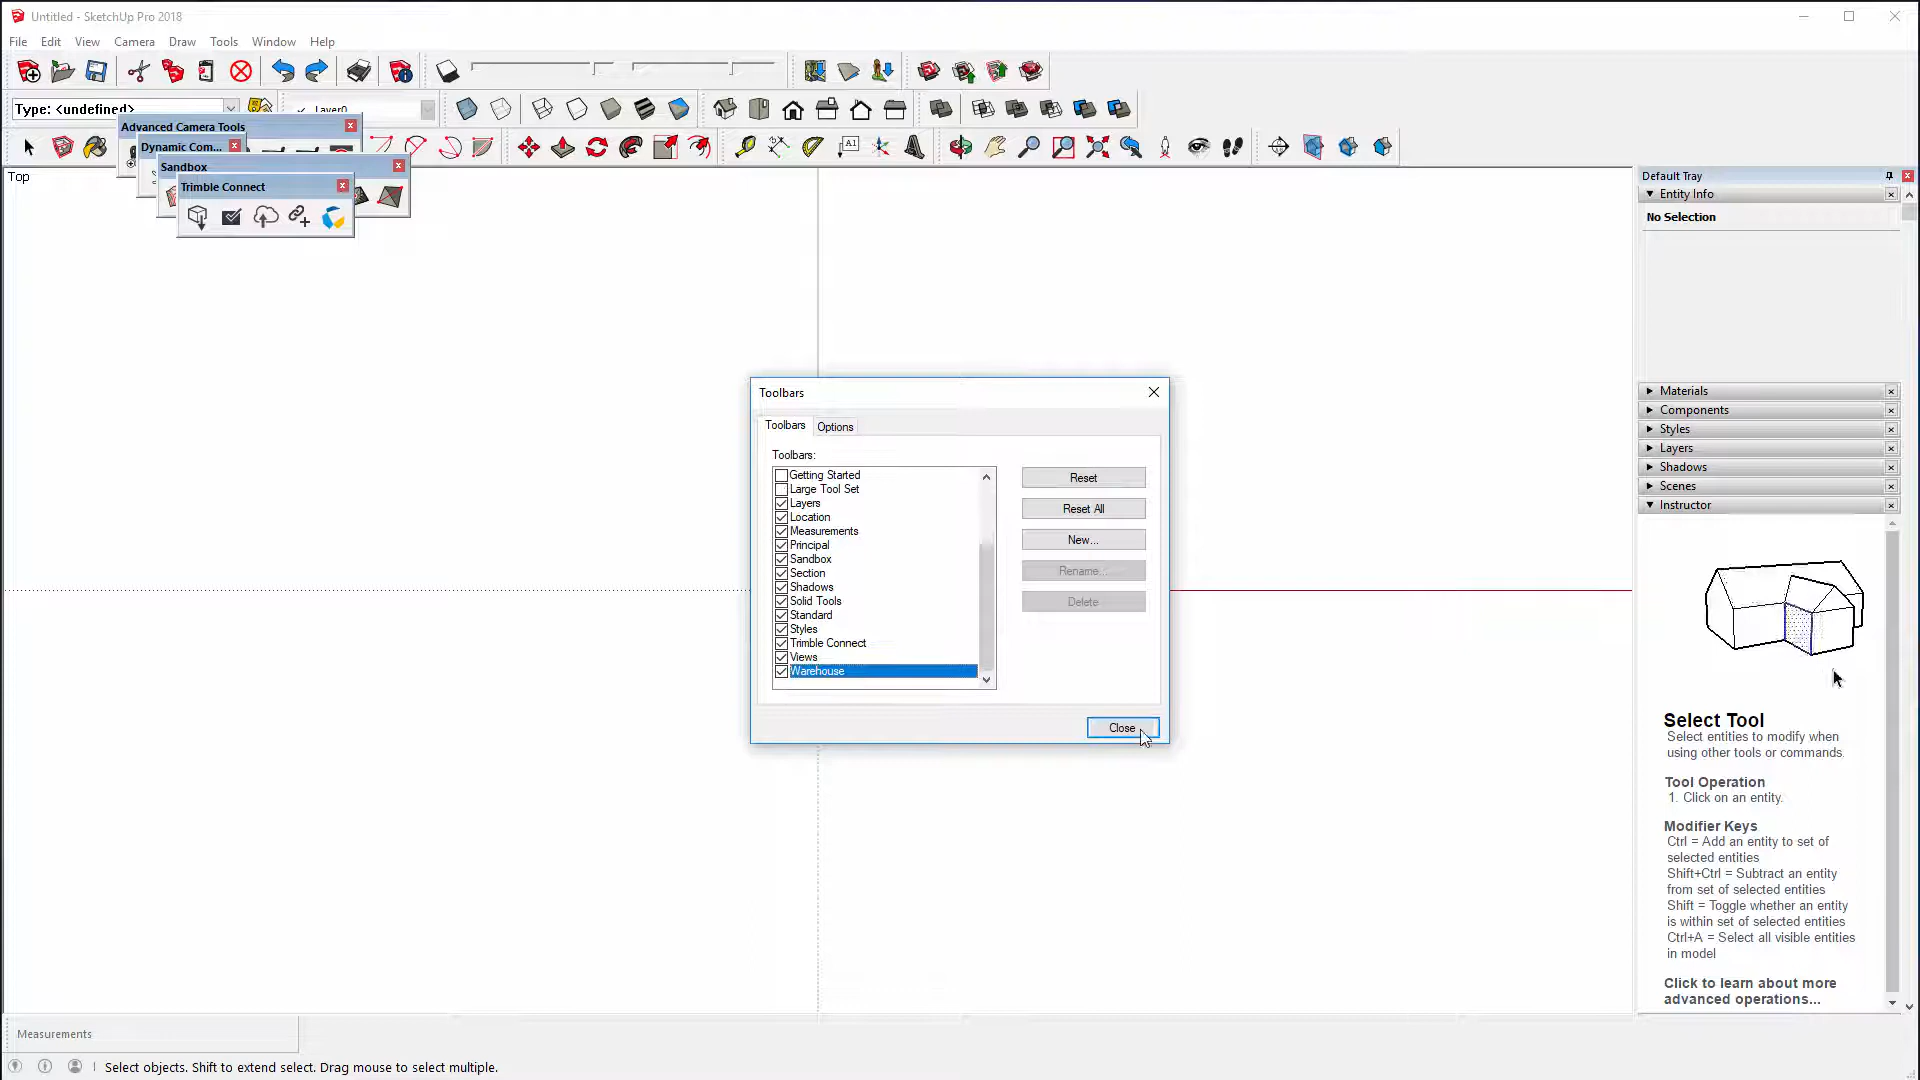 Untitled - SketchUp Pro 2018
File Edit View Camera Draw Tools Window Help
Type: <undefined>
Layer0
Advanced Camera Tools
Dynamic Com...
Sandbox
Trimble Connect
A1
Top
Toolbars
Toolbars Options
Toolbars:
Getting Started
Large Tool Set
Layers
Location
Measurements
Principal
Sandbox
Section
Shadows
Solid Tools
Standard
Styles
Trimble Connect
Views
Warehouse
Reset
Reset All
New...
Rename...
Delete
Close
Default Tray
Entity Info
No Selection
Materials
Components
Styles
Layers
Shadows
Scenes
Instructor
Select Tool
Select entities to modify when
using other tools or commands.
Tool Operation
1. Click on an entity.
Modifier Keys
Ctrl = Add an entity to set of
selected entities
Shift+Ctrl = Subtract an entity
from set of selected entities
Shift = Toggle whether an entity
is within set of selected entities
Ctrl+A = Select all visible entities
in model
Click to learn about more
advanced operations...
Measurements
Select objects. Shift to extend select. Drag mouse to select multiple.